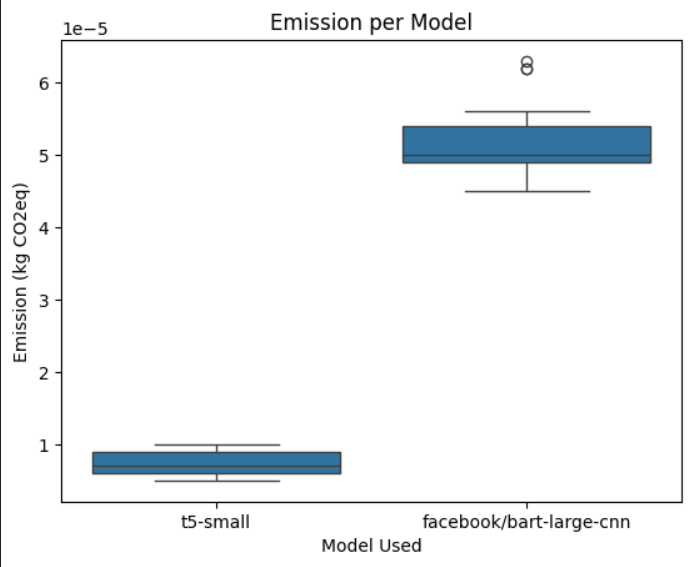 Emission per Model
1e−5
6
5
4
3
2
1
Emission (kg CO2eq)
t5-small
facebook/bart-large-cnn
Model Used